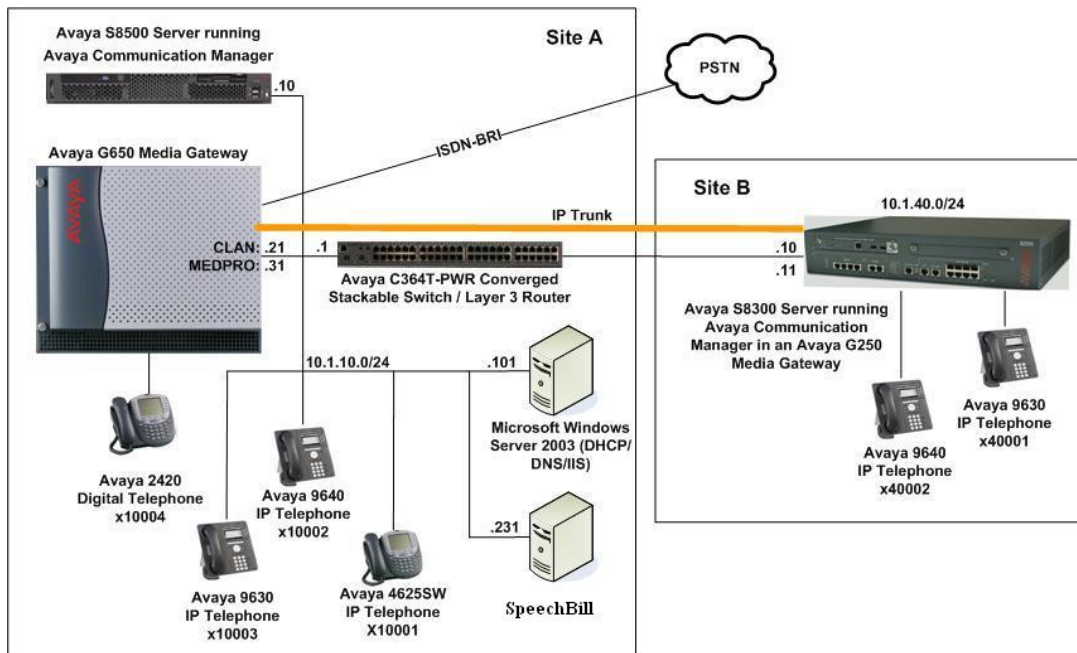 Avaya S8500 Server running
Avaya Communication Manager
.10
Site A
PSTN
ISDN-BRI
Avaya G650 Media Gateway
AVAYA
CLAN: .21
MEDPRO: .31
.1
IP Trunk
Avaya C364T-PWR Converged
Stackable Switch / Layer 3 Router
Site B
10.1.40.0/24
.10
.11
Avaya S8300 Server running
Avaya Communication
Manager in an Avaya G250
Media Gateway
Avaya 9630
IP Telephone
x40001
Avaya 9640
IP Telephone
x40002
10.1.10.0/24
.101
Microsoft Windows
Server 2003 (DHCP/
DNS/IIS)
.231
SpeechBill
Avaya 2420
Digital Telephone
x10004
Avaya 9640
IP Telephone
x10002
Avaya 9630
IP Telephone
x10003
Avaya 4625SW
IP Telephone
X10001